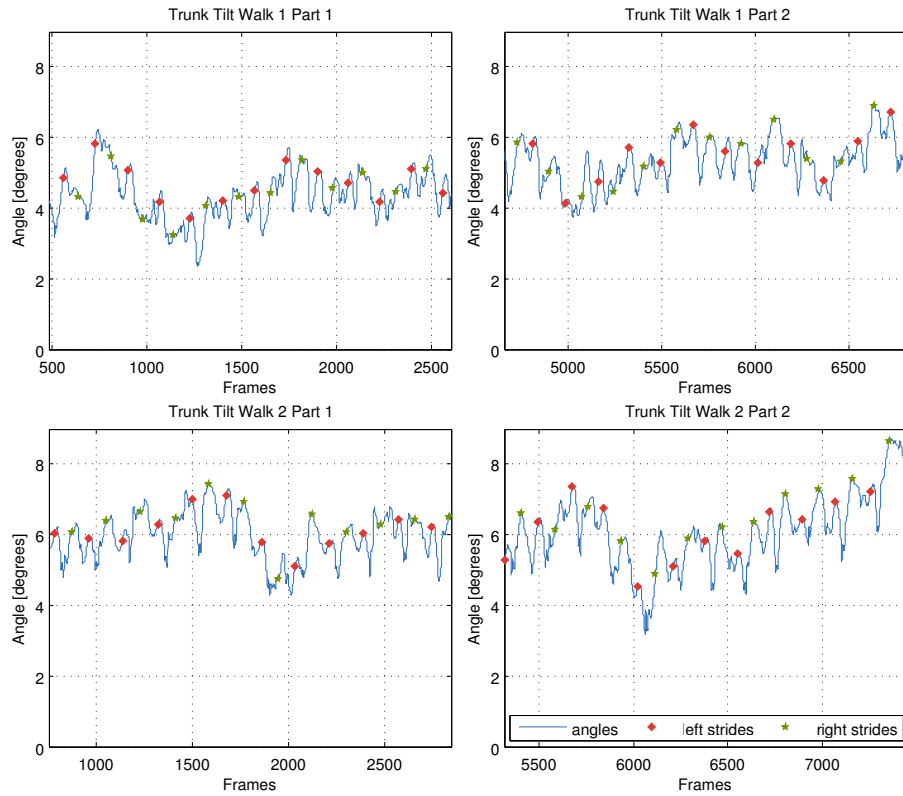 Trunk Tilt Walk 1 Part 1
Angle [degrees]
8
6
4
2
0
500 1000 1500 2000 2500
Frames
Trunk Tilt Walk 1 Part 2
Angle [degrees]
8
6
4
2
0
5000 5500 6000 6500
Frames
Trunk Tilt Walk 2 Part 1
Angle [degrees]
8
6
4
2
0
1000 1500 2000 2500
Frames
Trunk Tilt Walk 2 Part 2
Angle [degrees]
8
6
4
2
0
angles left strides right strides
5500 6000 6500 7000
Frames